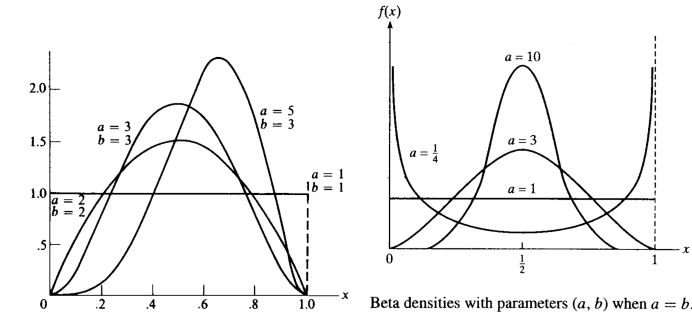 2.0
1.5
1.0
.5
0
.2
.4
.6
.8
1.0
x
a = 3
b = 3
a = 5
b = 3
a = 1
b = 1
a = 2
b = 2
f(x)
a = 10
a = 3
a = 1/4
a = 1
0
1/2
1
x
Beta densities with parameters (a, b) when a = b.